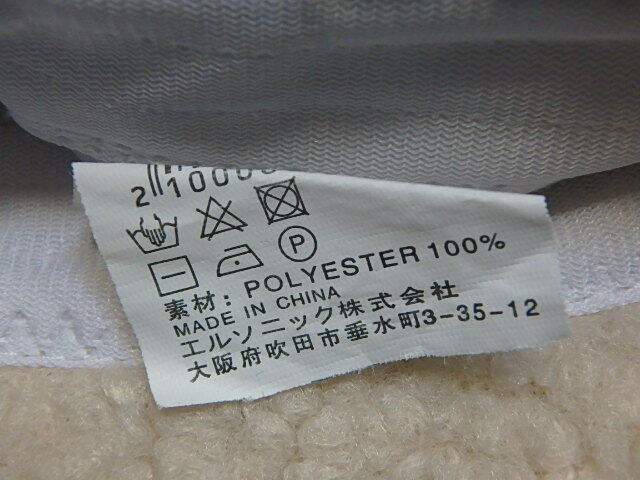 P
素材: POLYESTER 100%
MADE IN CHINA
エルソニック株式会社
大阪府吹田市垂水町3-35-12